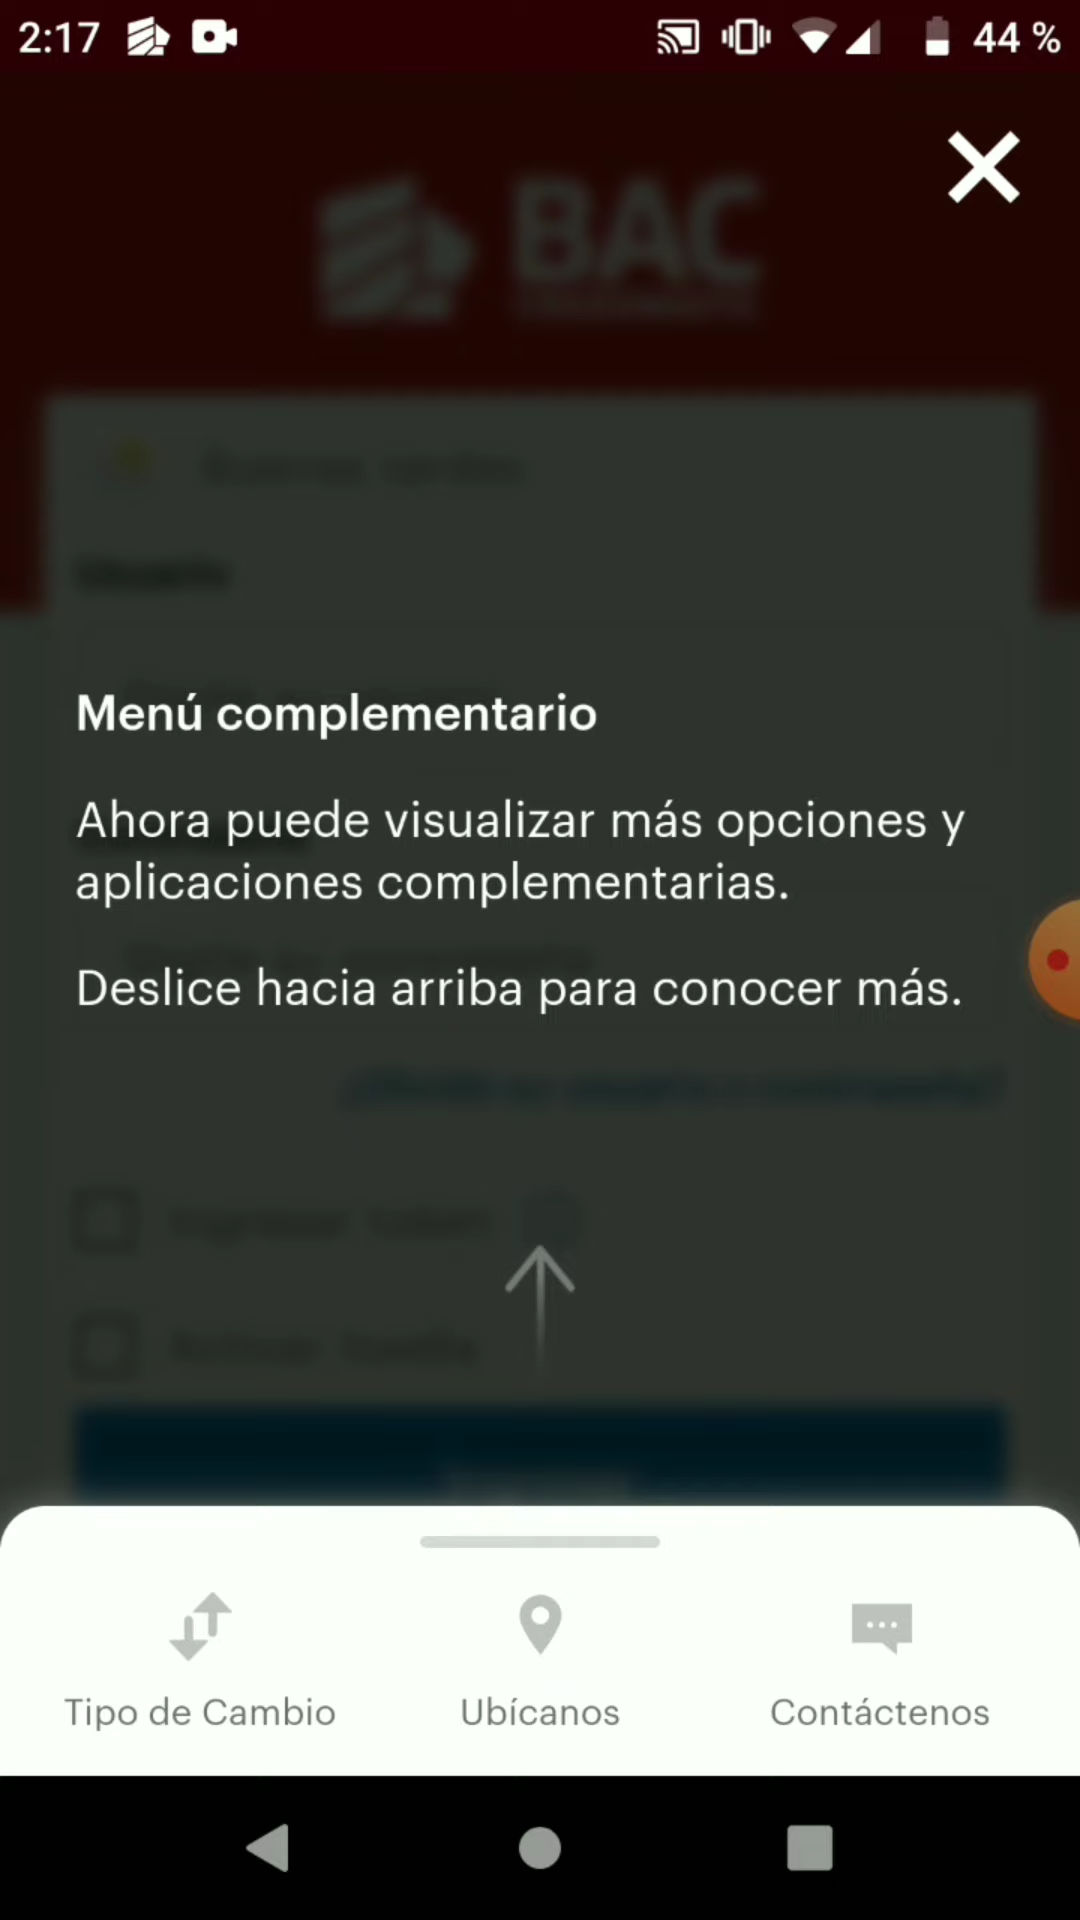 2:17
44 %
BAC
Usuario
Menú complementario
Ahora puede visualizar más opciones y
aplicaciones complementarias.
Deslice hacia arriba para conocer más.
Tipo de Cambio
Ubícanos
Contáctenos